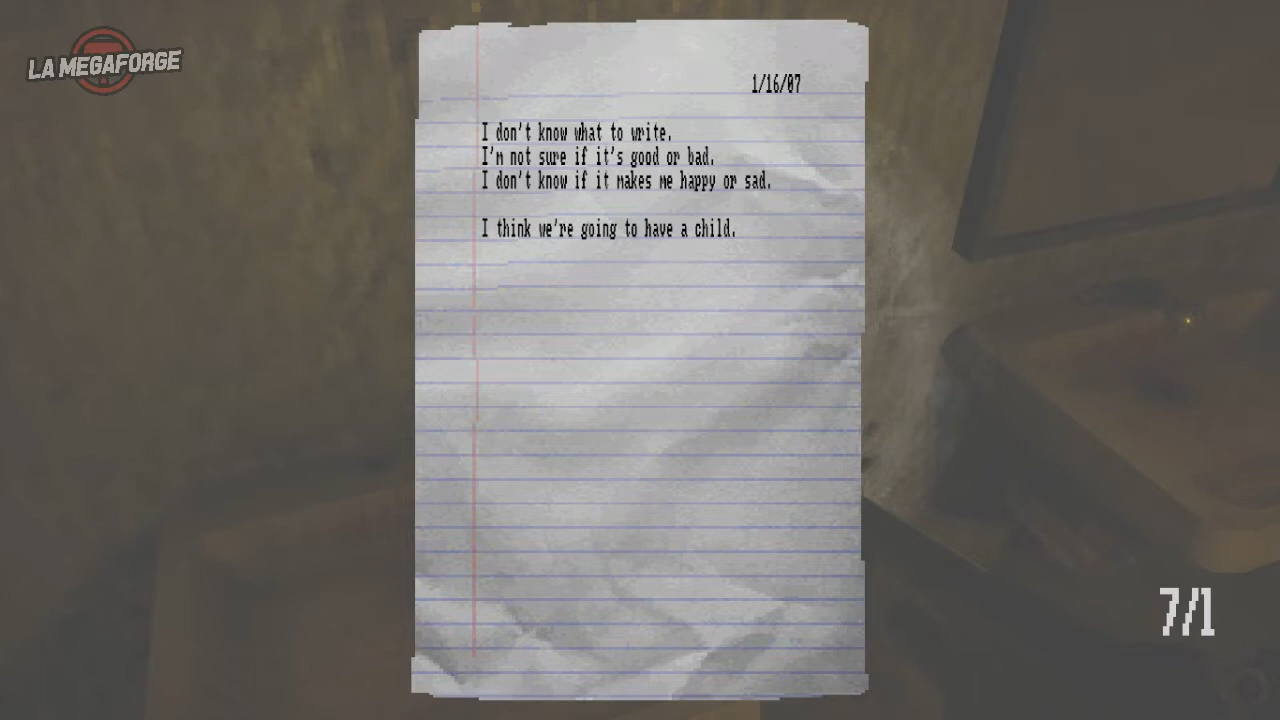 LA MEGAFORGE
1/16/07
I don't know what to write.
I'm not sure if it's good or bad.
I don't know if it makes me happy or sad.
I think we're going to have a child.
7/1